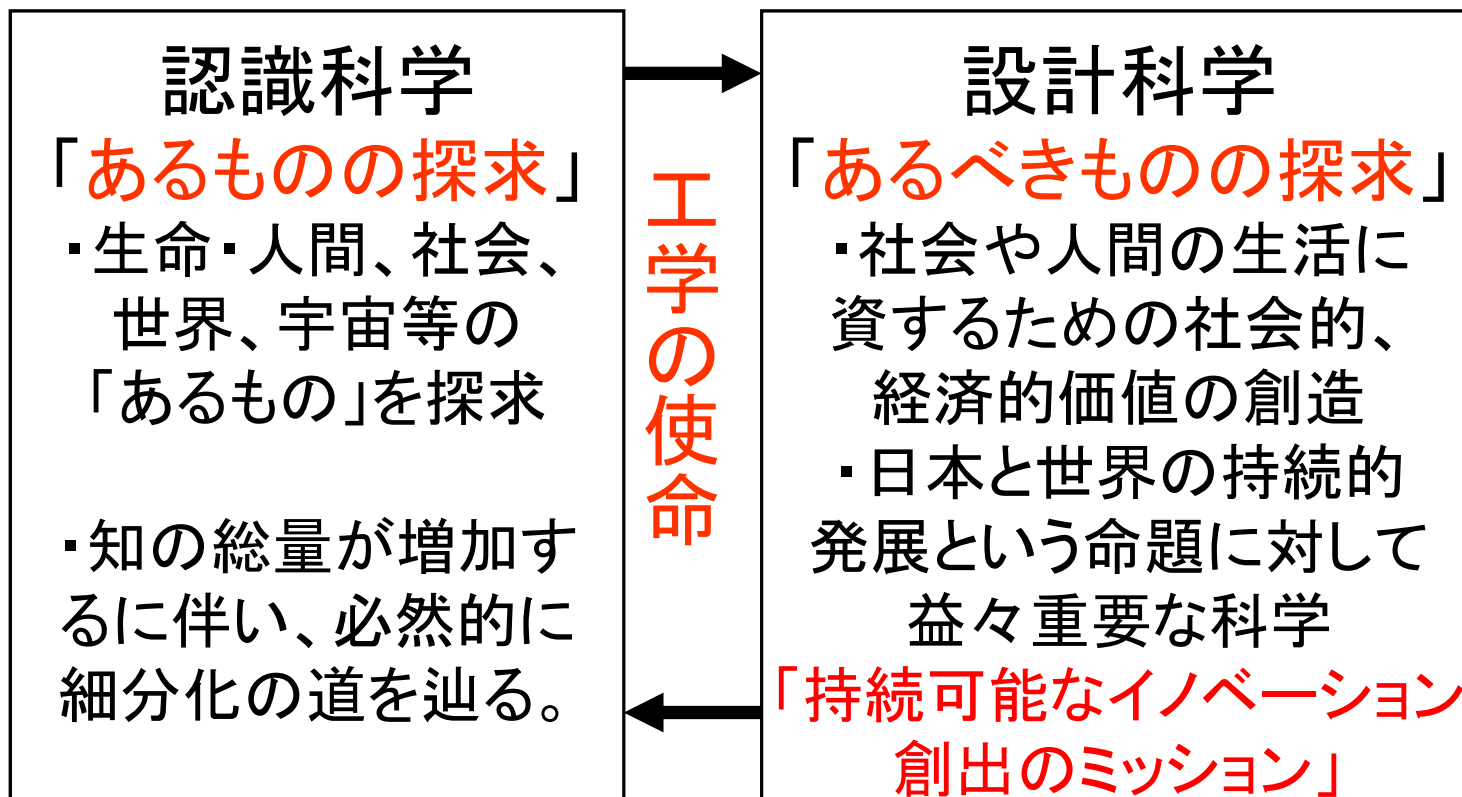 認識科学
「あるものの探求」
・生命・人間、社会、
世界、宇宙等の
「あるもの」を探求
・知の総量が増加す
るに伴い、必然的に
細分化の道を辿る。
工学の使命
設計科学
「あるべきものの探求」
・社会や人間の生活に
資するための社会的、
経済的価値の創造
・日本と世界の持続的
発展という命題に対して
益々重要な科学
「持続可能なイノベーション
創出のミッション」